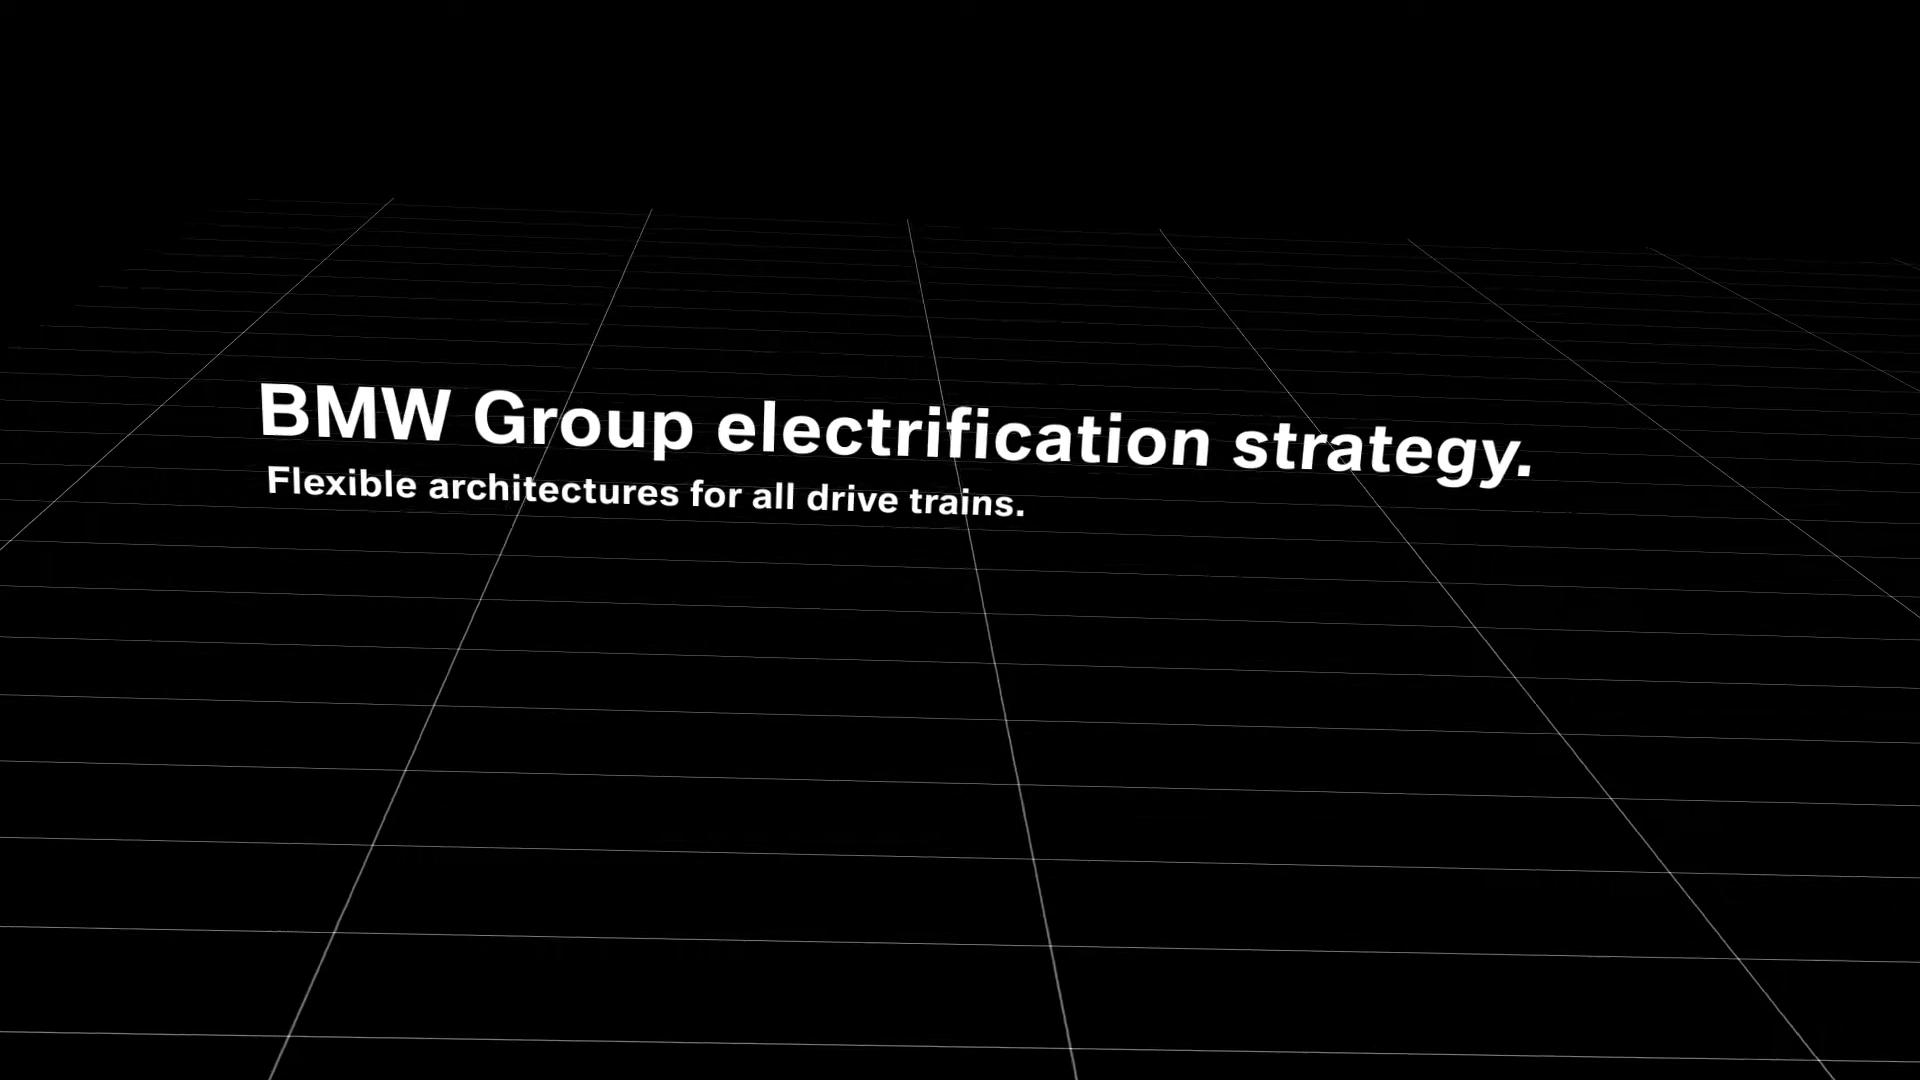 BMW Group electrification strategy.
Flexible architectures for all drive trains.